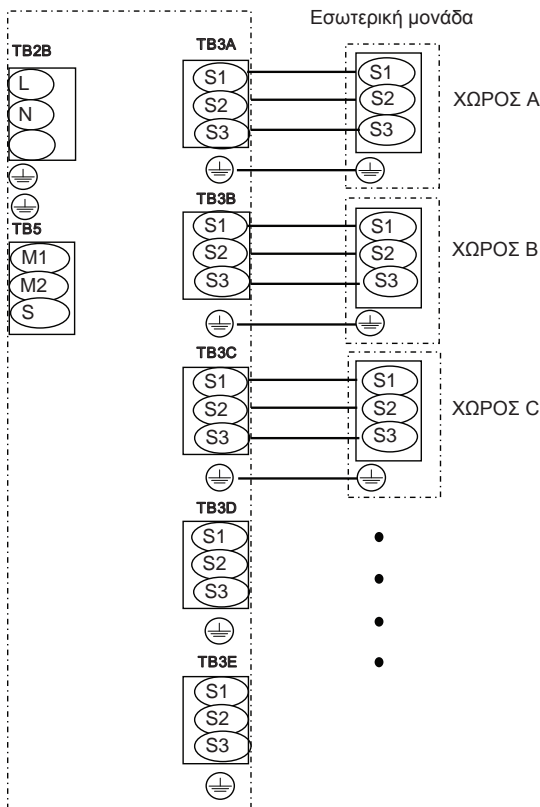 Εσωτερική μονάδα
TB2B
L
N
TB5
M1
M2
S
TB3A
S1
S2
S3
S1
S2
S3
ΧΩΡΟΣ A
TB3B
S1
S2
S3
S1
S2
S3
ΧΩΡΟΣ B
TB3C
S1
S2
S3
S1
S2
S3
ΧΩΡΟΣ C
TB3D
S1
S2
S3
TB3E
S1
S2
S3